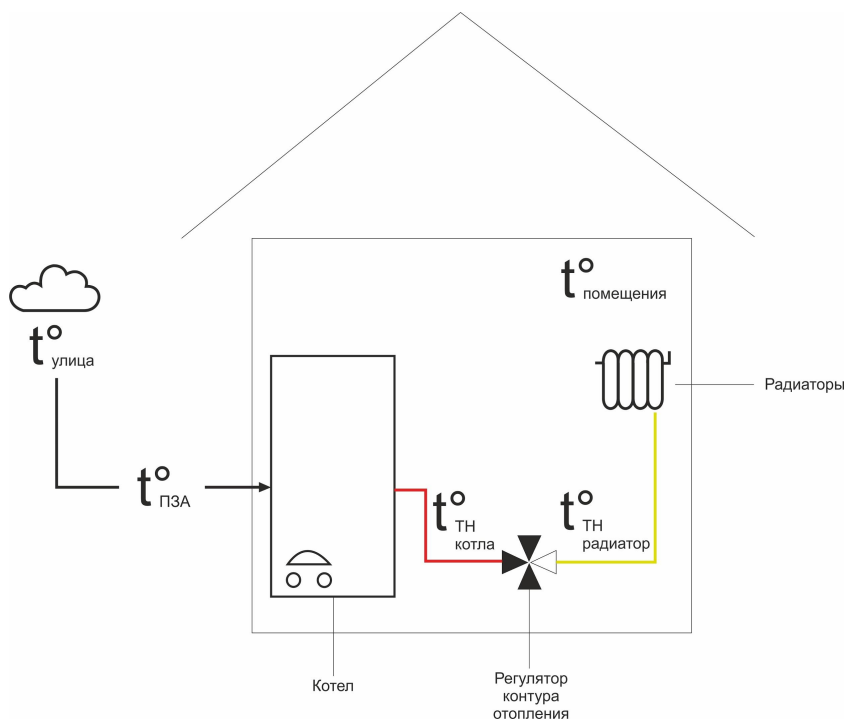 t° помещения
t° улица
Радиаторы
t° ПЗА
t° ТН
котла
t° ТН
радиатор
Котел
Регулятор
контура
отопления